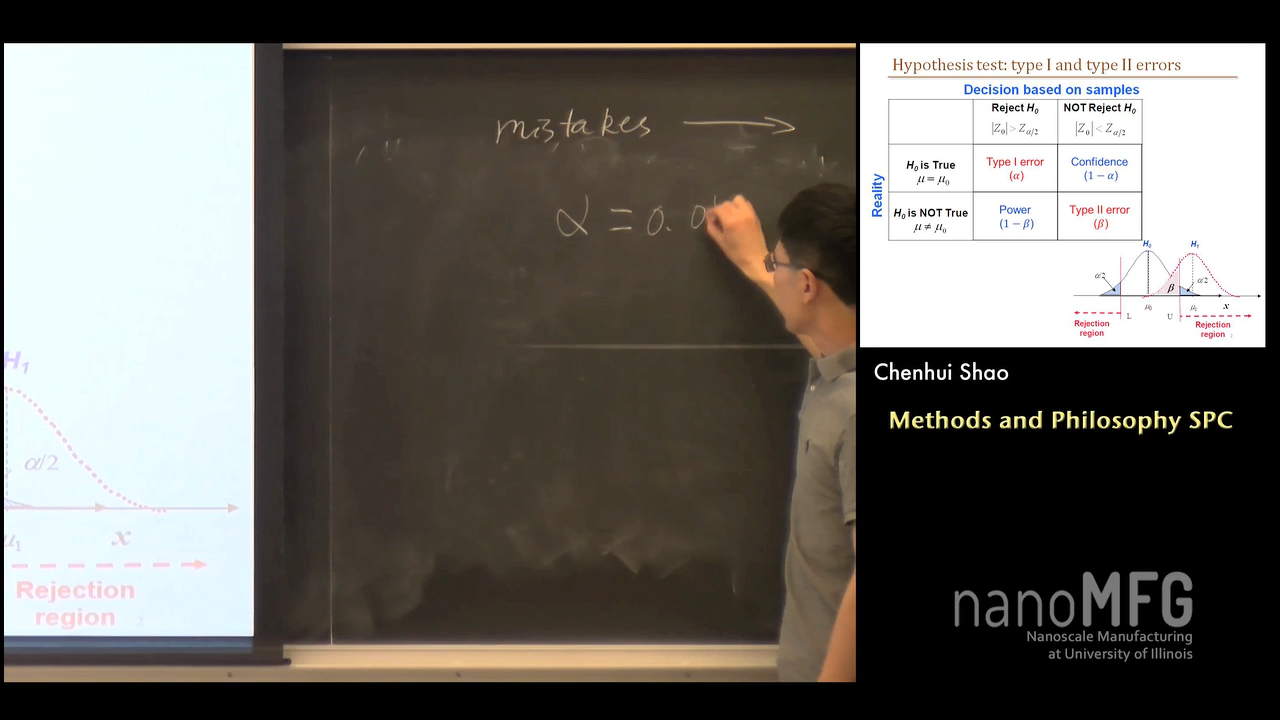 mistakes →
α = 0.0
H₁
α/2
μ₁ x
Rejection
region 2
Hypothesis test: type I and type II errors
Decision based on samples
Reject H₀ NOT Reject H₀
|Z₀| > Z_α/2 |Z₀| < Z_α/2
Reality
H₀ is True Type I error Confidence
μ = μ₀ (α) (1 − α)
H₀ is NOT True Power Type II error
μ ≠ μ₀ (1 − β) (β)
H₀ H₁
α/2 β α/2
μ₀ μ₁ x
L U
Rejection Rejection
region region
Chenhui Shao
Methods and Philosophy SPC
nanoMFG
Nanoscale Manufacturing
at University of Illinois